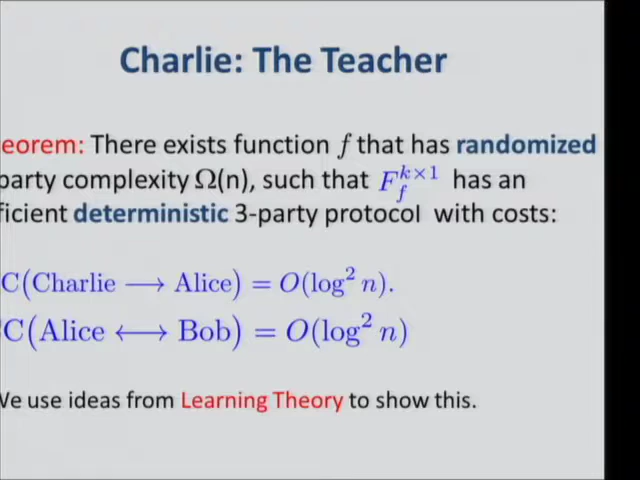 Charlie: The Teacher
eorem: There exists function f that has randomized
party complexity Ω(n), such that F_f^{k×1} has an
ficient deterministic 3-party protocol with costs:
C(Charlie ⟶ Alice) = O(log² n).
C(Alice ⟷ Bob) = O(log² n)
We use ideas from Learning Theory to show this.